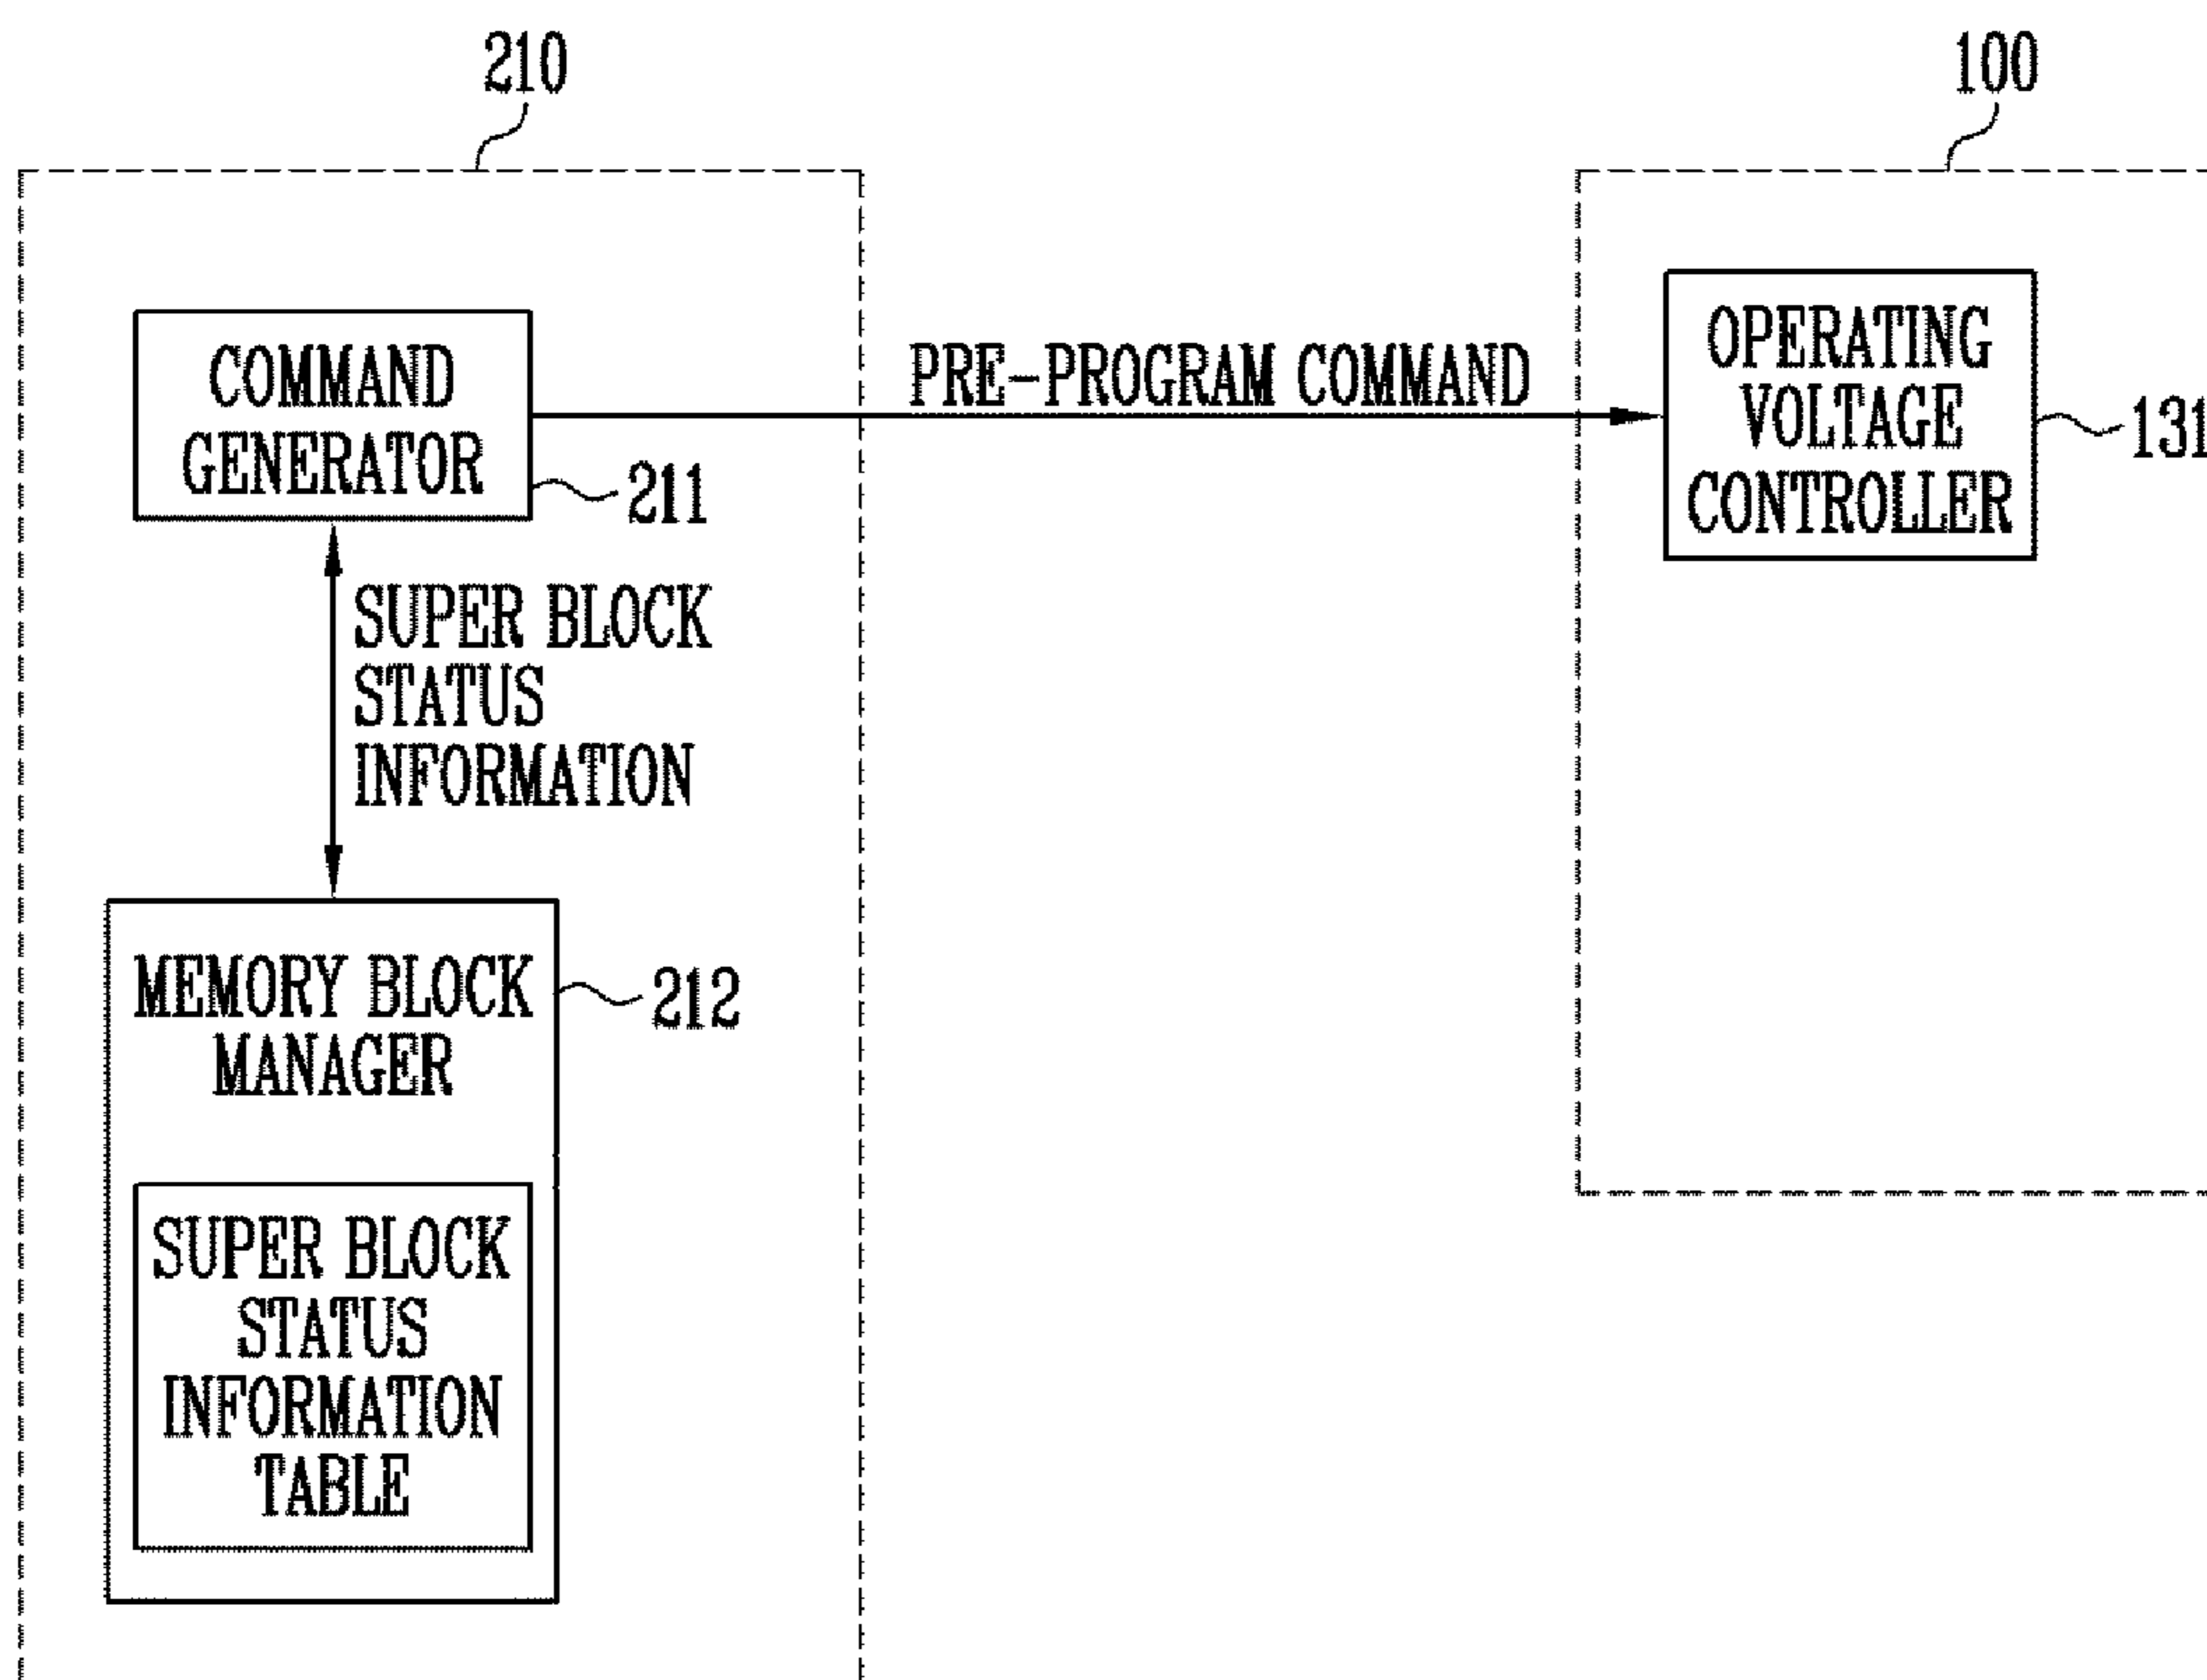 210
100
COMMAND
GENERATOR
211
PRE-PROGRAM COMMAND
OPERATING
VOLTAGE
CONTROLLER
131
SUPER BLOCK
STATUS
INFORMATION
MEMORY BLOCK
MANAGER
212
SUPER BLOCK
STATUS
INFORMATION
TABLE